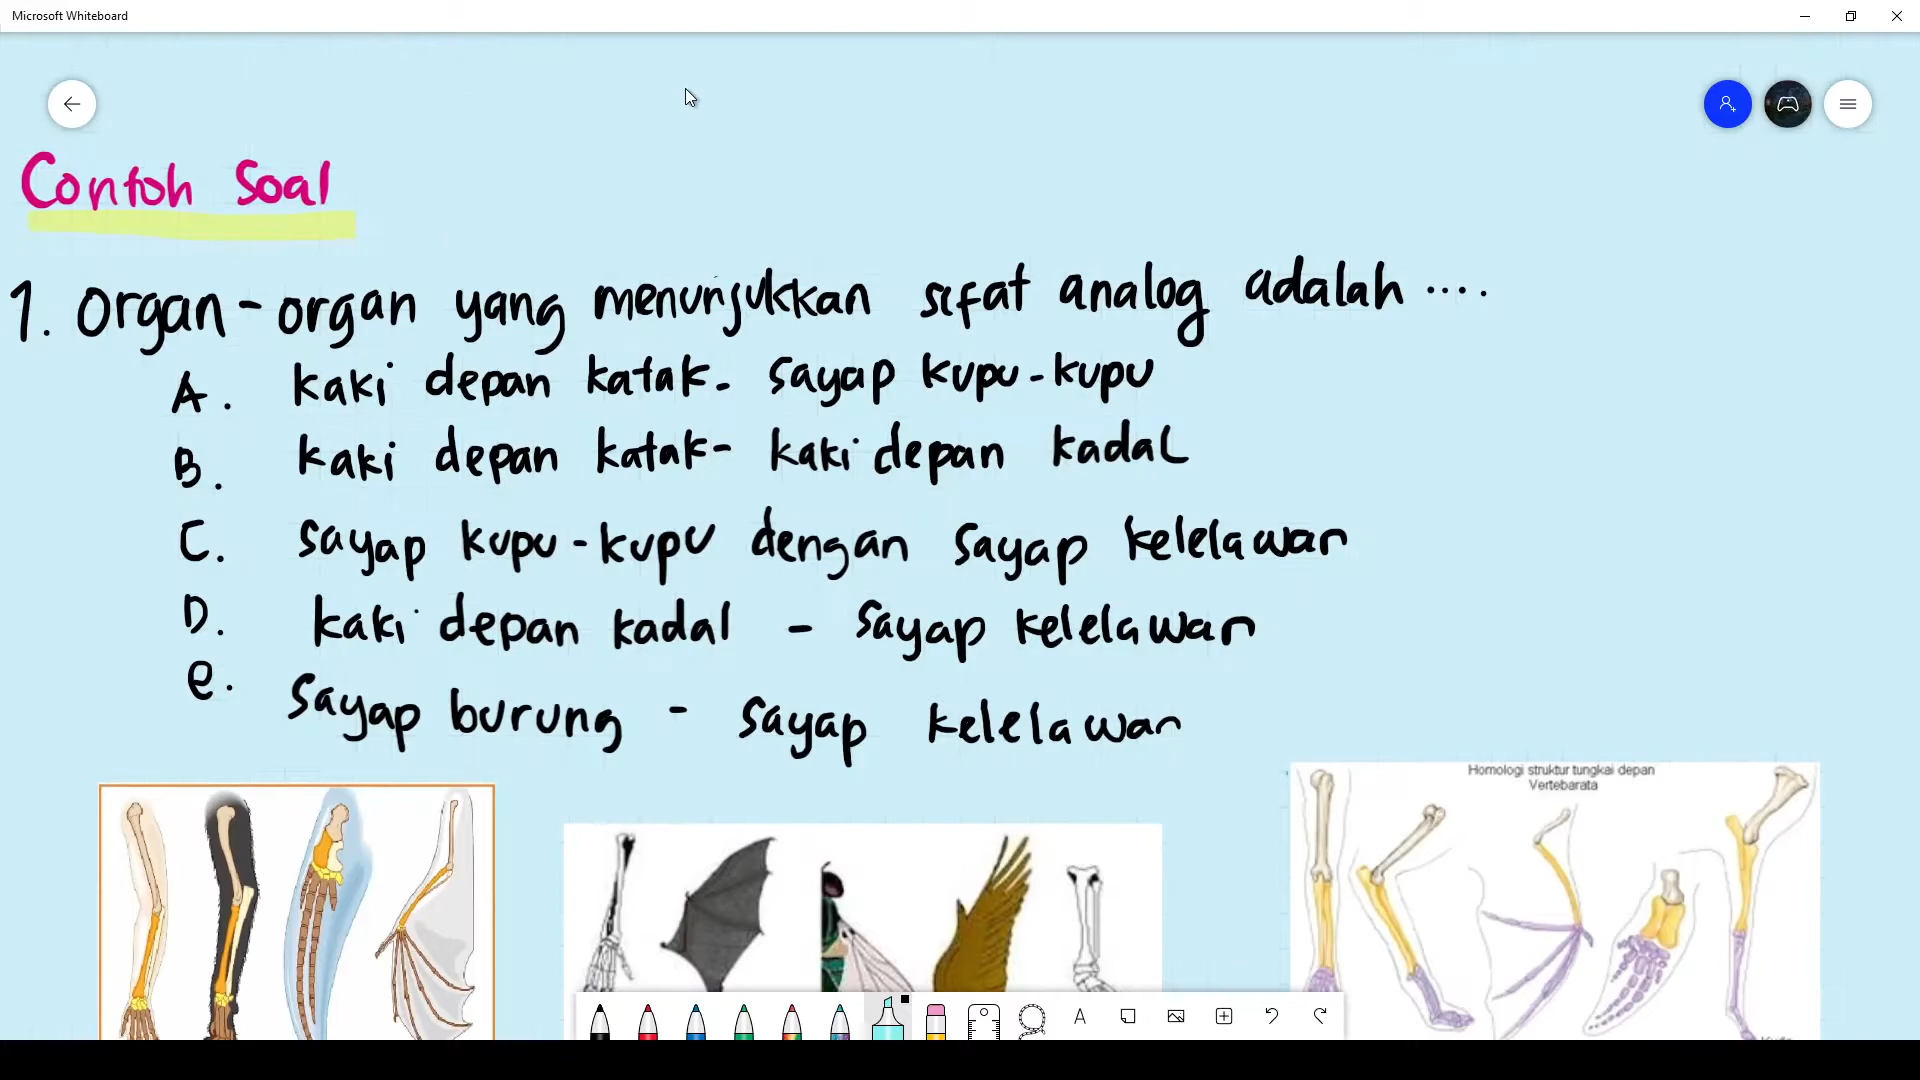 Microsoft Whiteboard
Contoh Soal
1. Organ-organ yang menunjukkan sifat analog adalah ....
A. kaki depan katak - sayap kupu-kupu
B. kaki depan katak - kaki depan kadal
C. sayap kupu-kupu dengan sayap kelelawar
D. kaki depan kadal - sayap kelelawar
e. Sayap burung - sayap kelelawar
Homologi struktur tungkai depan
Vertebarata